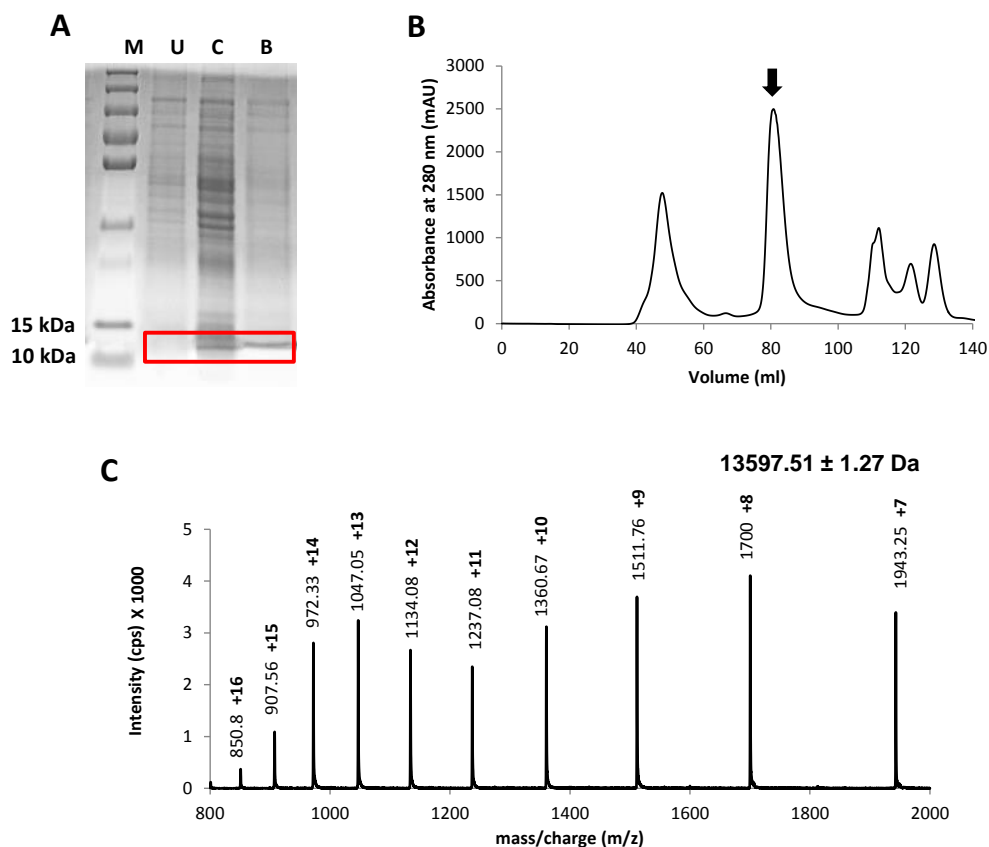 A
M U C B
15 kDa
10 kDa
B
Absorbance at 280 nm (mAU)
3000
2500
2000
1500
1000
500
0
0 20 40 60 80 100 120 140
Volume (ml)
C
13597.51 ± 1.27 Da
Intensity (cps) X 1000
5
4
3
2
1
0
850.8 +16
907.56 +15
972.33 +14
1047.05 +13
1134.08 +12
1237.08 +11
1360.67 +10
1511.76 +9
1700 +8
1943.25 +7
800 1000 1200 1400 1600 1800 2000
mass/charge (m/z)